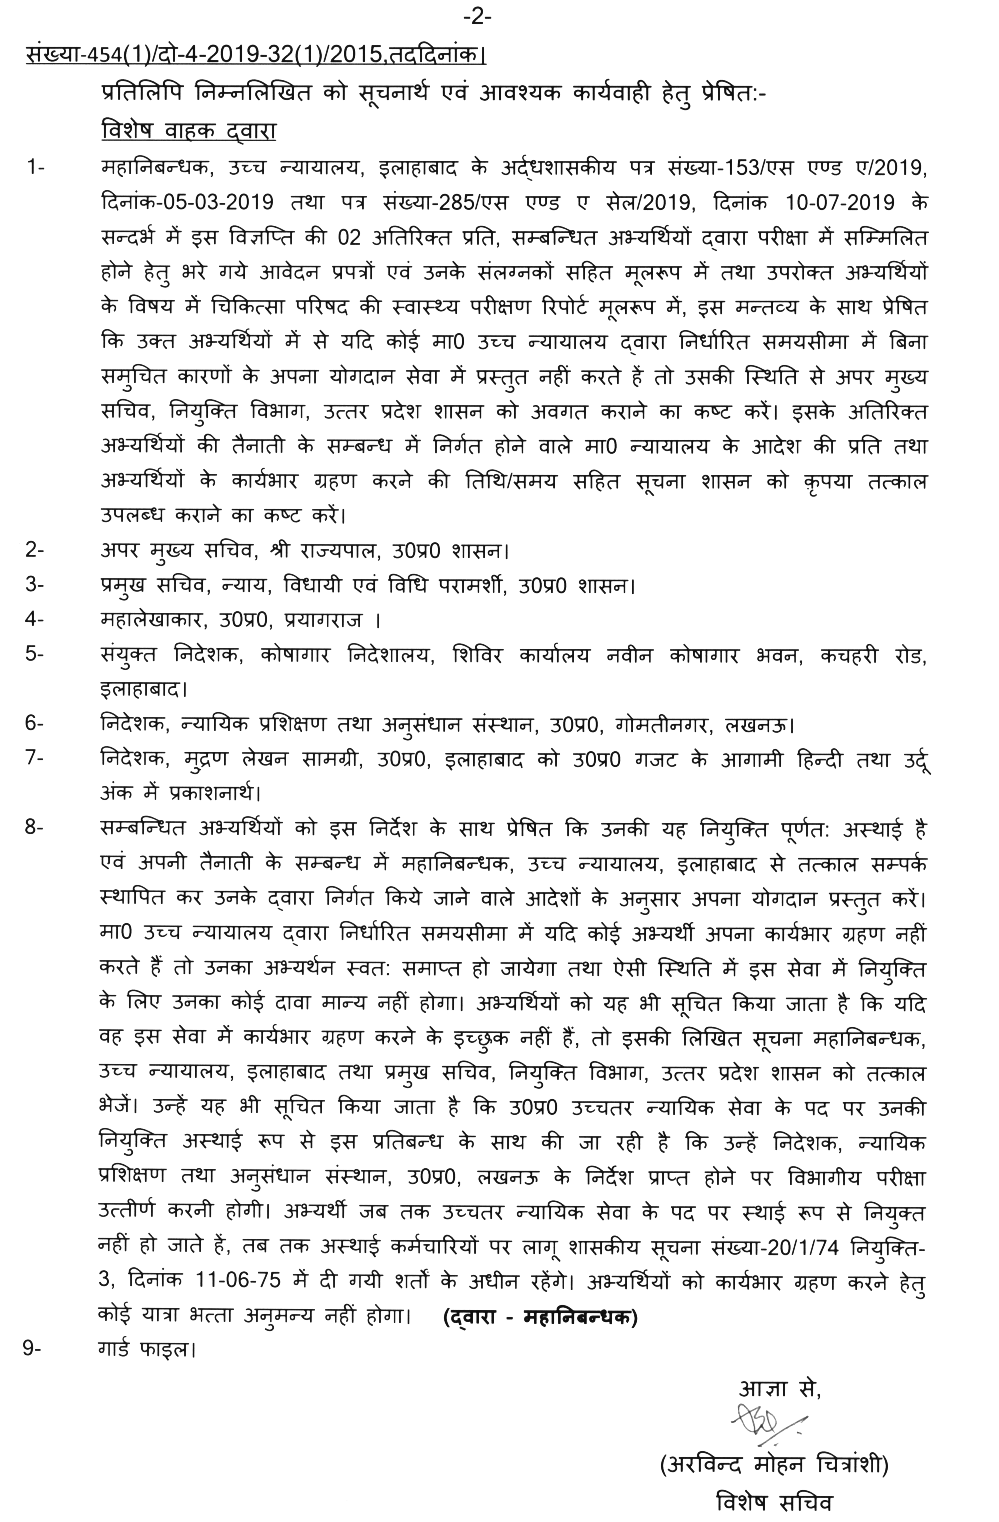 -2-
संख्या-454(1)/दो-4-2019-32(1)/2015,तददिनांक।
प्रतिलिपि निम्नलिखित को सूचनार्थ एवं आवश्यक कार्यवाही हेतु प्रेषित:-
विशेष वाहक द्वारा
1- महानिबन्धक, उच्च न्यायालय, इलाहाबाद के अर्द्धशासकीय पत्र संख्या-153/एस एण्ड ए/2019,
दिनांक-05-03-2019 तथा पत्र संख्या-285/एस एण्ड ए सेल/2019, दिनांक 10-07-2019 के
सन्दर्भ में इस विज्ञप्ति की 02 अतिरिक्त प्रति, सम्बन्धित अभ्यर्थियों द्वारा परीक्षा में सम्मिलित
होने हेतु भरे गये आवेदन प्रपत्रों एवं उनके संलग्नकों सहित मूलरूप में तथा उपरोक्त अभ्यर्थियों
के विषय में चिकित्सा परिषद की स्वास्थ्य परीक्षण रिपोर्ट मूलरूप में, इस मन्तव्य के साथ प्रेषित
कि उक्त अभ्यर्थियों में से यदि कोई मा0 उच्च न्यायालय द्वारा निर्धारित समयसीमा में बिना
समुचित कारणों के अपना योगदान सेवा में प्रस्तुत नहीं करते हैं तो उसकी स्थिति से अपर मुख्य
सचिव, नियुक्ति विभाग, उत्तर प्रदेश शासन को अवगत कराने का कष्ट करें। इसके अतिरिक्त
अभ्यर्थियों की तैनाती के सम्बन्ध में निर्गत होने वाले मा0 न्यायालय के आदेश की प्रति तथा
अभ्यर्थियों के कार्यभार ग्रहण करने की तिथि/समय सहित सूचना शासन को कृपया तत्काल
उपलब्ध कराने का कष्ट करें।
2- अपर मुख्य सचिव, श्री राज्यपाल, उ0प्र0 शासन।
3- प्रमुख सचिव, न्याय, विधायी एवं विधि परामर्शी, उ0प्र0 शासन।
4- महालेखाकार, उ0प्र0, प्रयागराज ।
5- संयुक्त निदेशक, कोषागार निदेशालय, शिविर कार्यालय नवीन कोषागार भवन, कचहरी रोड,
इलाहाबाद।
6- निदेशक, न्यायिक प्रशिक्षण तथा अनुसंधान संस्थान, उ0प्र0, गोमतीनगर, लखनऊ।
7- निदेशक, मुद्रण लेखन सामग्री, उ0प्र0, इलाहाबाद को उ0प्र0 गजट के आगामी हिन्दी तथा उर्दू
अंक में प्रकाशनार्थ।
8- सम्बन्धित अभ्यर्थियों को इस निर्देश के साथ प्रेषित कि उनकी यह नियुक्ति पूर्णत: अस्थाई है
एवं अपनी तैनाती के सम्बन्ध में महानिबन्धक, उच्च न्यायालय, इलाहाबाद से तत्काल सम्पर्क
स्थापित कर उनके द्वारा निर्गत किये जाने वाले आदेशों के अनुसार अपना योगदान प्रस्तुत करें।
मा0 उच्च न्यायालय द्वारा निर्धारित समयसीमा में यदि कोई अभ्यर्थी अपना कार्यभार ग्रहण नहीं
करते हैं तो उनका अभ्यर्थन स्वत: समाप्त हो जायेगा तथा ऐसी स्थिति में इस सेवा में नियुक्ति
के लिए उनका कोई दावा मान्य नहीं होगा। अभ्यर्थियों को यह भी सूचित किया जाता है कि यदि
वह इस सेवा में कार्यभार ग्रहण करने के इच्छुक नहीं हैं, तो इसकी लिखित सूचना महानिबन्धक,
उच्च न्यायालय, इलाहाबाद तथा प्रमुख सचिव, नियुक्ति विभाग, उत्तर प्रदेश शासन को तत्काल
भेजें। उन्हें यह भी सूचित किया जाता है कि उ0प्र0 उच्चतर न्यायिक सेवा के पद पर उनकी
नियुक्ति अस्थाई रूप से इस प्रतिबन्ध के साथ की जा रही है कि उन्हें निदेशक, न्यायिक
प्रशिक्षण तथा अनुसंधान संस्थान, उ0प्र0, लखनऊ के निर्देश प्राप्त होने पर विभागीय परीक्षा
उत्तीर्ण करनी होगी। अभ्यर्थी जब तक उच्चतर न्यायिक सेवा के पद पर स्थाई रूप से नियुक्त
नहीं हो जाते हैं, तब तक अस्थाई कर्मचारियों पर लागू शासकीय सूचना संख्या-20/1/74 नियुक्ति-
3, दिनांक 11-06-75 में दी गयी शर्तों के अधीन रहेंगे। अभ्यर्थियों को कार्यभार ग्रहण करने हेतु
कोई यात्रा भत्ता अनुमन्य नहीं होगा। (द्वारा - महानिबन्धक)
9- गार्ड फाइल।
आज्ञा से,
(अरविन्द मोहन चित्रांशी)
विशेष सचिव